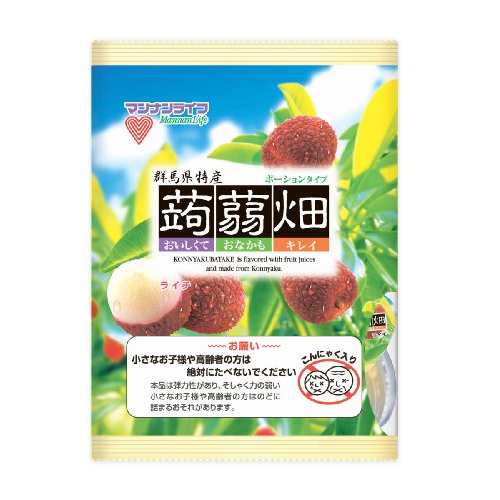 マンナンライフ
MannanLife
群馬県特産
ポーションタイプ
蒟蒻畑
おいしくて おなかも キレイ
KONNYAKUBATAKE is flavored with fruit juices
and made from Konnyaku.
ライチ
お願い
小さなお子様や高齢者の方は
絶対にたべないでください
本品は弾力性があり、そしゃく力の弱い
小さなお子様や高齢者の方はのどに
詰まるおそれがあります。
こんにゃく入り
畑